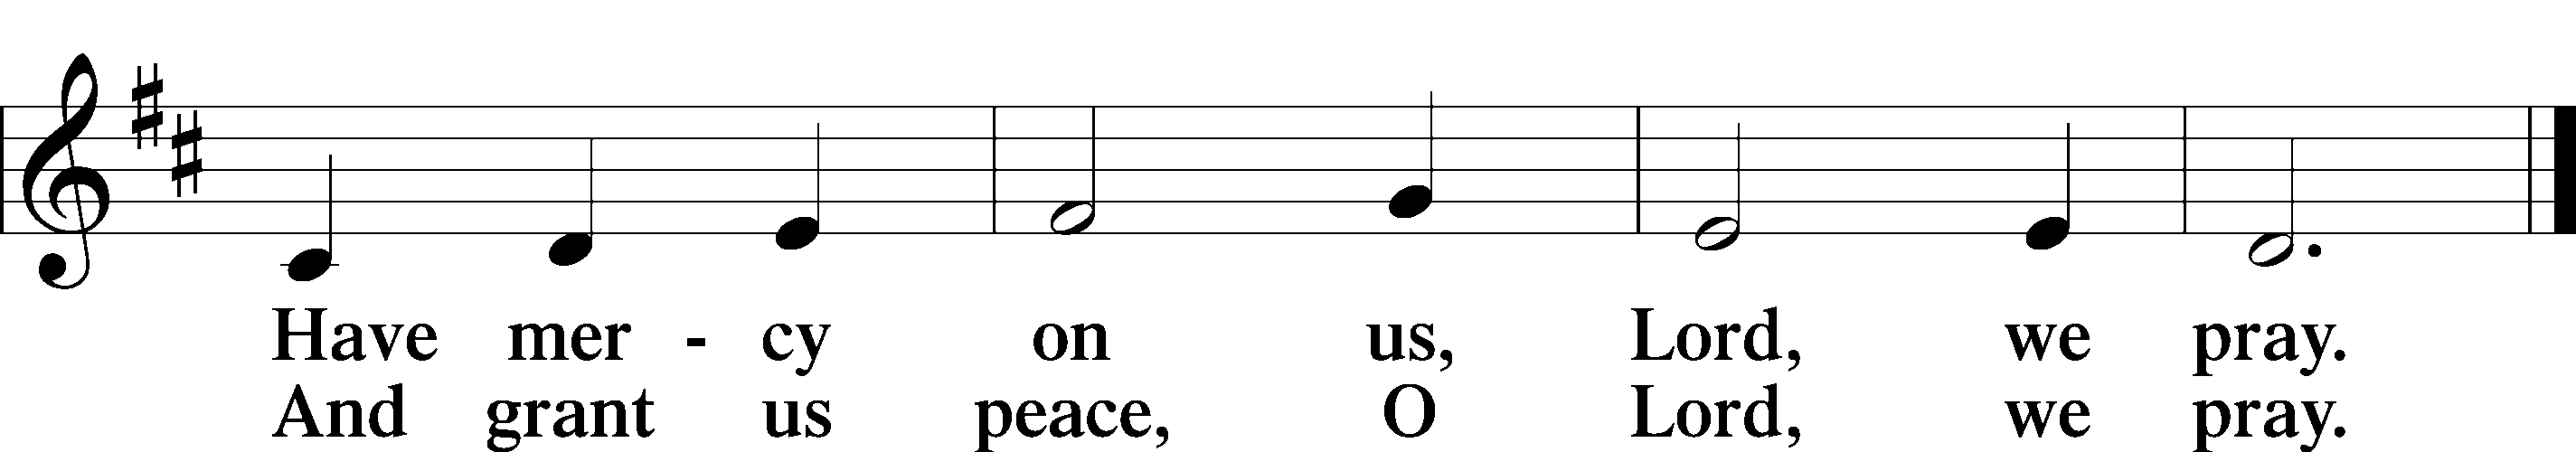 Have mer - cy on us, Lord, we pray.
And grant us peace, O Lord, we pray.